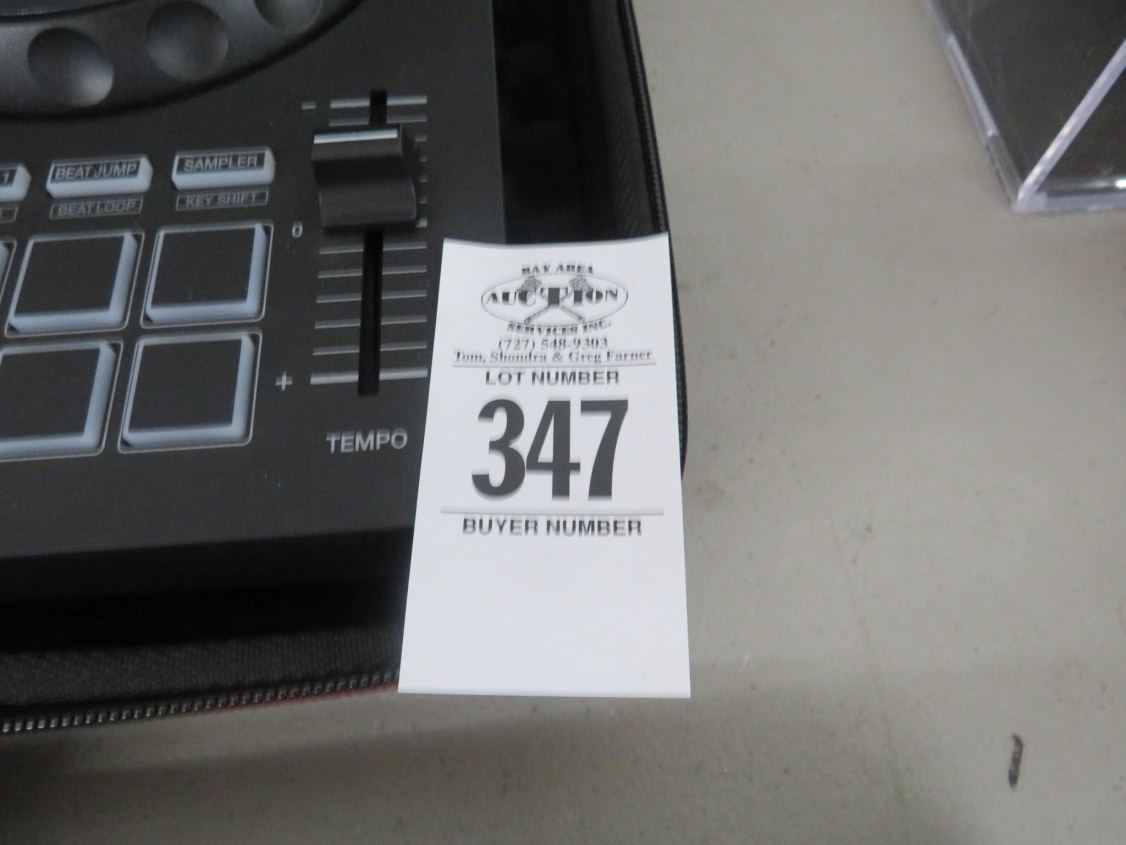 1 BEAT JUMP SAMPLER
BEAT LOOP KEY SHIFT
-
0
+
TEMPO
BAY AREA
AUCTION
SERVICES INC.
(727) 548-9303
Tom, Shondra & Greg Farner
LOT NUMBER
347
BUYER NUMBER